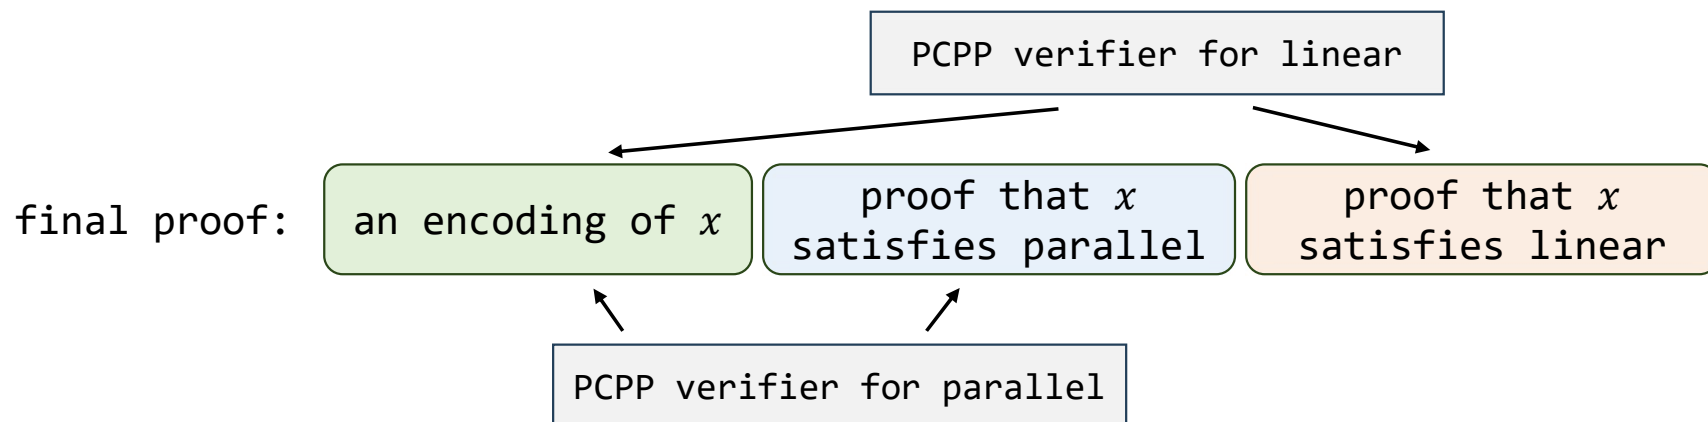 PCPP verifier for linear
final proof:
an encoding of x
proof that x
satisfies parallel
proof that x
satisfies linear
PCPP verifier for parallel